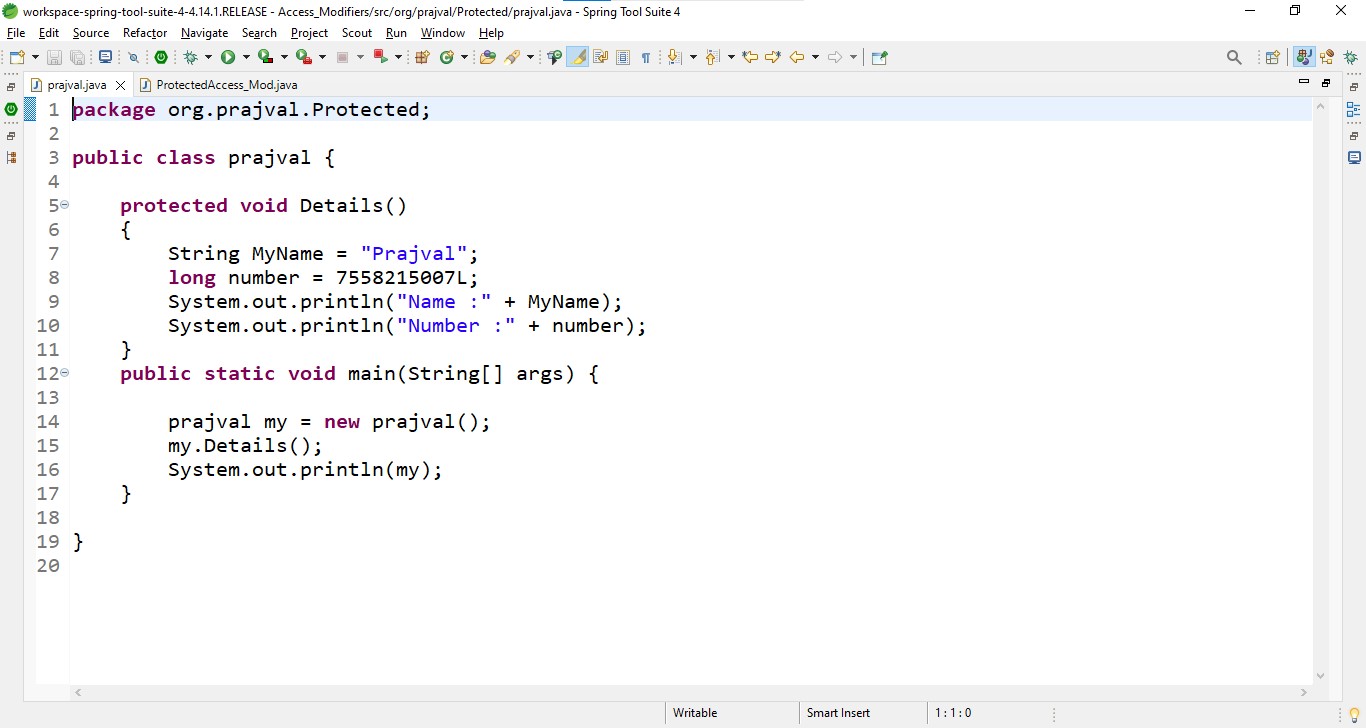 workspace-spring-tool-suite-4-4.14.1.RELEASE - Access_Modifiers/src/org/prajval/Protected/prajval.java - Spring Tool Suite 4
File Edit Source Refactor Navigate Search Project Scout Run Window Help
prajval.java ProtectedAccess_Mod.java
1 package org.prajval.Protected;
2
3 public class prajval {
4
5 protected void Details()
6 {
7 String MyName = "Prajval";
8 long number = 7558215007L;
9 System.out.println("Name :" + MyName);
10 System.out.println("Number :" + number);
11 }
12 public static void main(String[] args) {
13
14 prajval my = new prajval();
15 my.Details();
16 System.out.println(my);
17 }
18
19 }
20
Writable Smart Insert 1 : 1 : 0